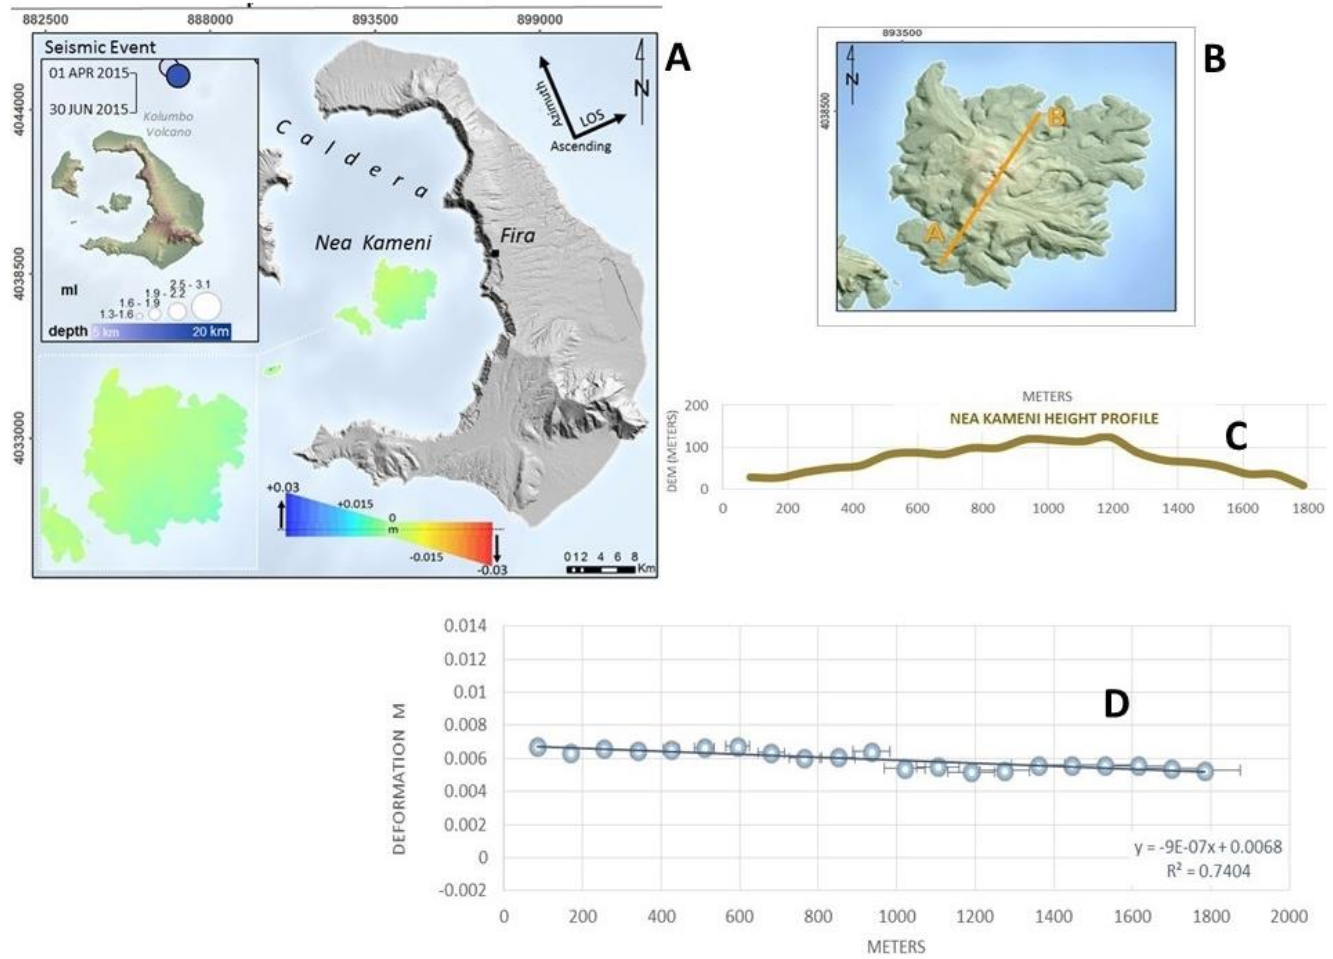 882500 888000 893500 899000
Seismic Event
01 APR 2015
30 JUN 2015
Kolumbo
Volcano
ml
1.3-1.6 1.6 - 1.9 1.9 - 2.2 2.5 - 3.1
depth 5 km 20 km
4044000
4038500
4033000
Caldera
Nea Kameni
Fira
Azimuth
LOS
Ascending
N
A
+0.03
+0.015
0
m
-0.015
-0.03
0 1 2 4 6 8
Km
893500
4038500
N
B
A
B
METERS
NEA KAMENI HEIGHT PROFILE
C
DEM (METERS)
200
100
0
0 200 400 600 800 1000 1200 1400 1600 1800
DEFORMATION M
0.014
0.012
0.01
0.008
0.006
0.004
0.002
0
-0.002
D
y = -9E-07x + 0.0068
R² = 0.7404
0 200 400 600 800 1000 1200 1400 1600 1800 2000
METERS